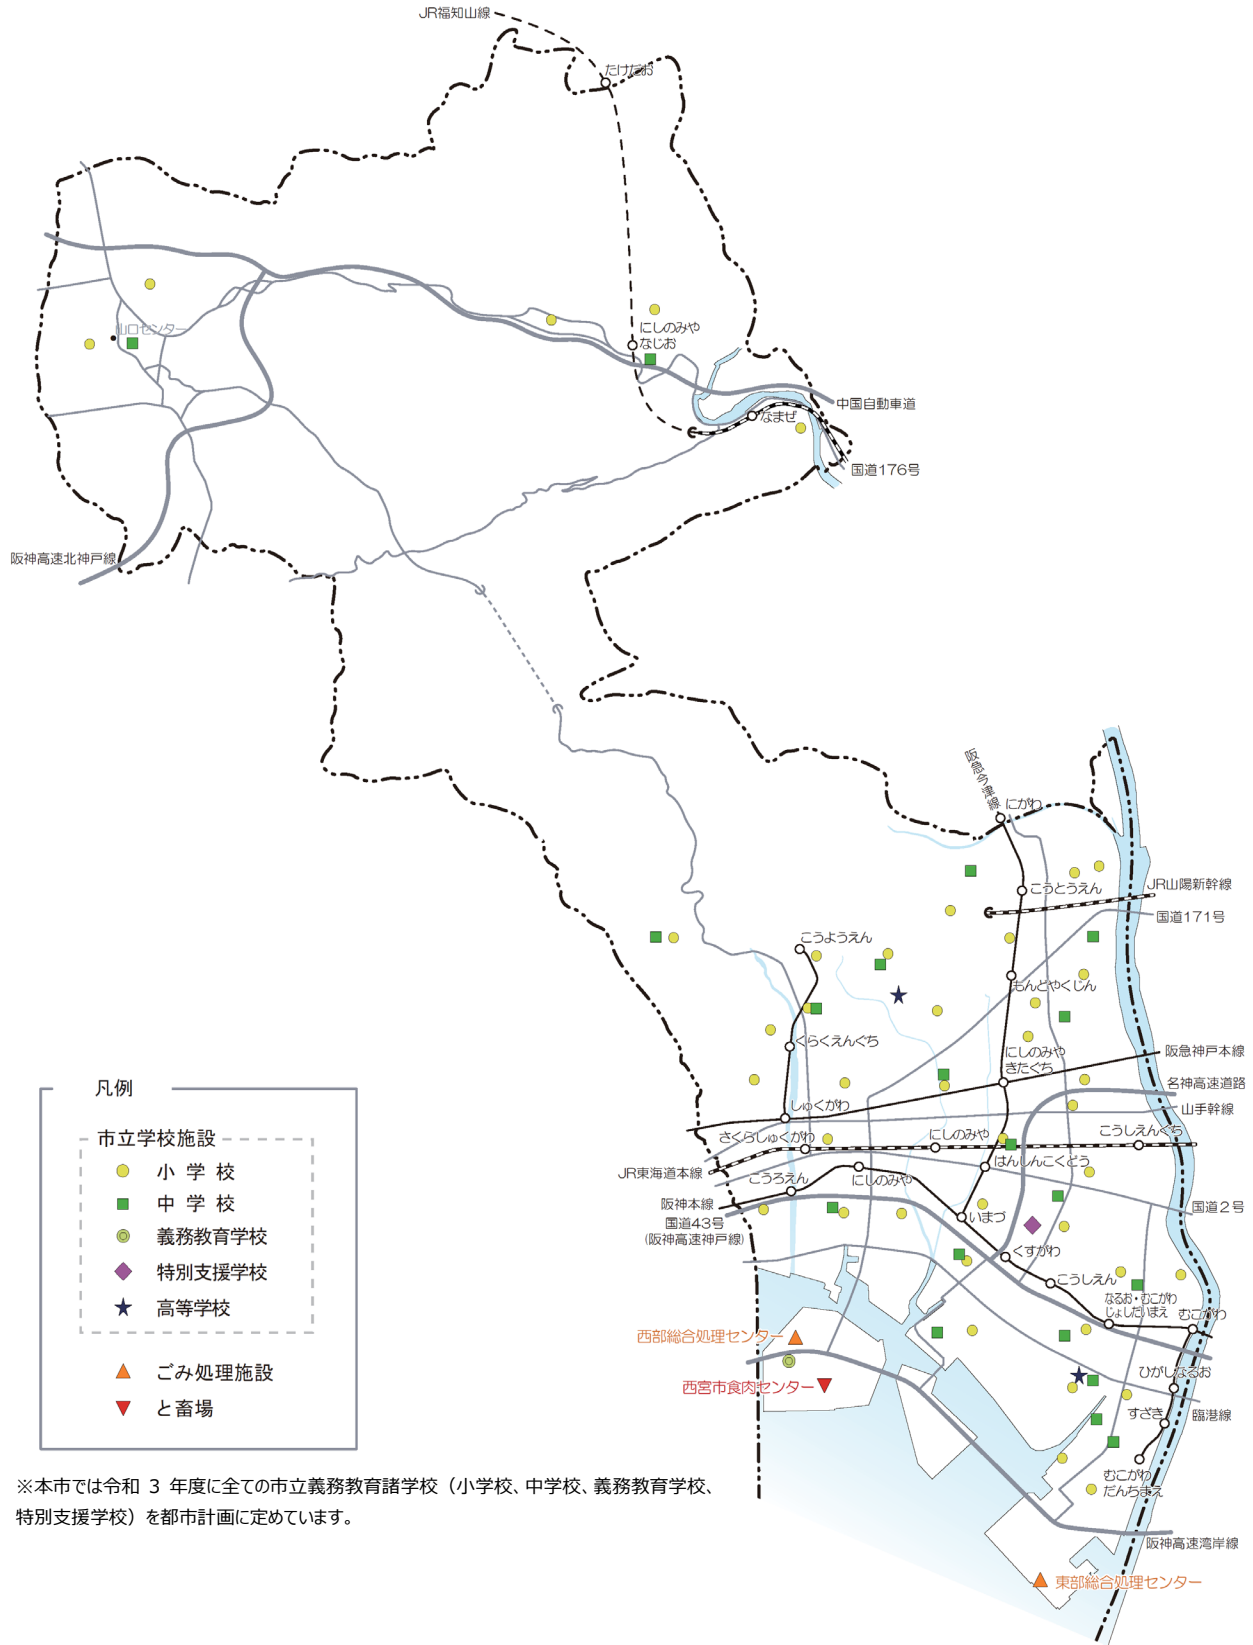 JR福知山線
たけだお
山口センター
にしのみや
なじお
中国自動車道
なまぜ
国道176号
阪神高速北神戸線
阪急今津線
にがわ
こうとうえん
JR山陽新幹線
国道171号
こうようえん
もんどやくじん
くらくえんぐち
にしのみや
きたぐち
阪急神戸本線
名神高速道路
しゅくがわ
山手幹線
さくらしゅくがわ
にしのみや
こうしえんぐち
JR東海道本線
こうろえん
にしのみや
はんしんこくどう
阪神本線
国道2号
国道43号
(阪神高速神戸線)
いまづ
くすがわ
こうしえん
なるお・むこがわ
じょしだいまえ
むこがわ
西部総合処理センター
西宮市食肉センター
ひがしなるお
すざき
臨港線
むこがわ
だんちまえ
阪神高速湾岸線
東部総合処理センター
凡例
市立学校施設
小学校
中学校
義務教育学校
特別支援学校
高等学校
ごみ処理施設
と畜場
※本市では令和 3 年度に全ての市立義務教育諸学校（小学校、中学校、義務教育学校、
特別支援学校）を都市計画に定めています。